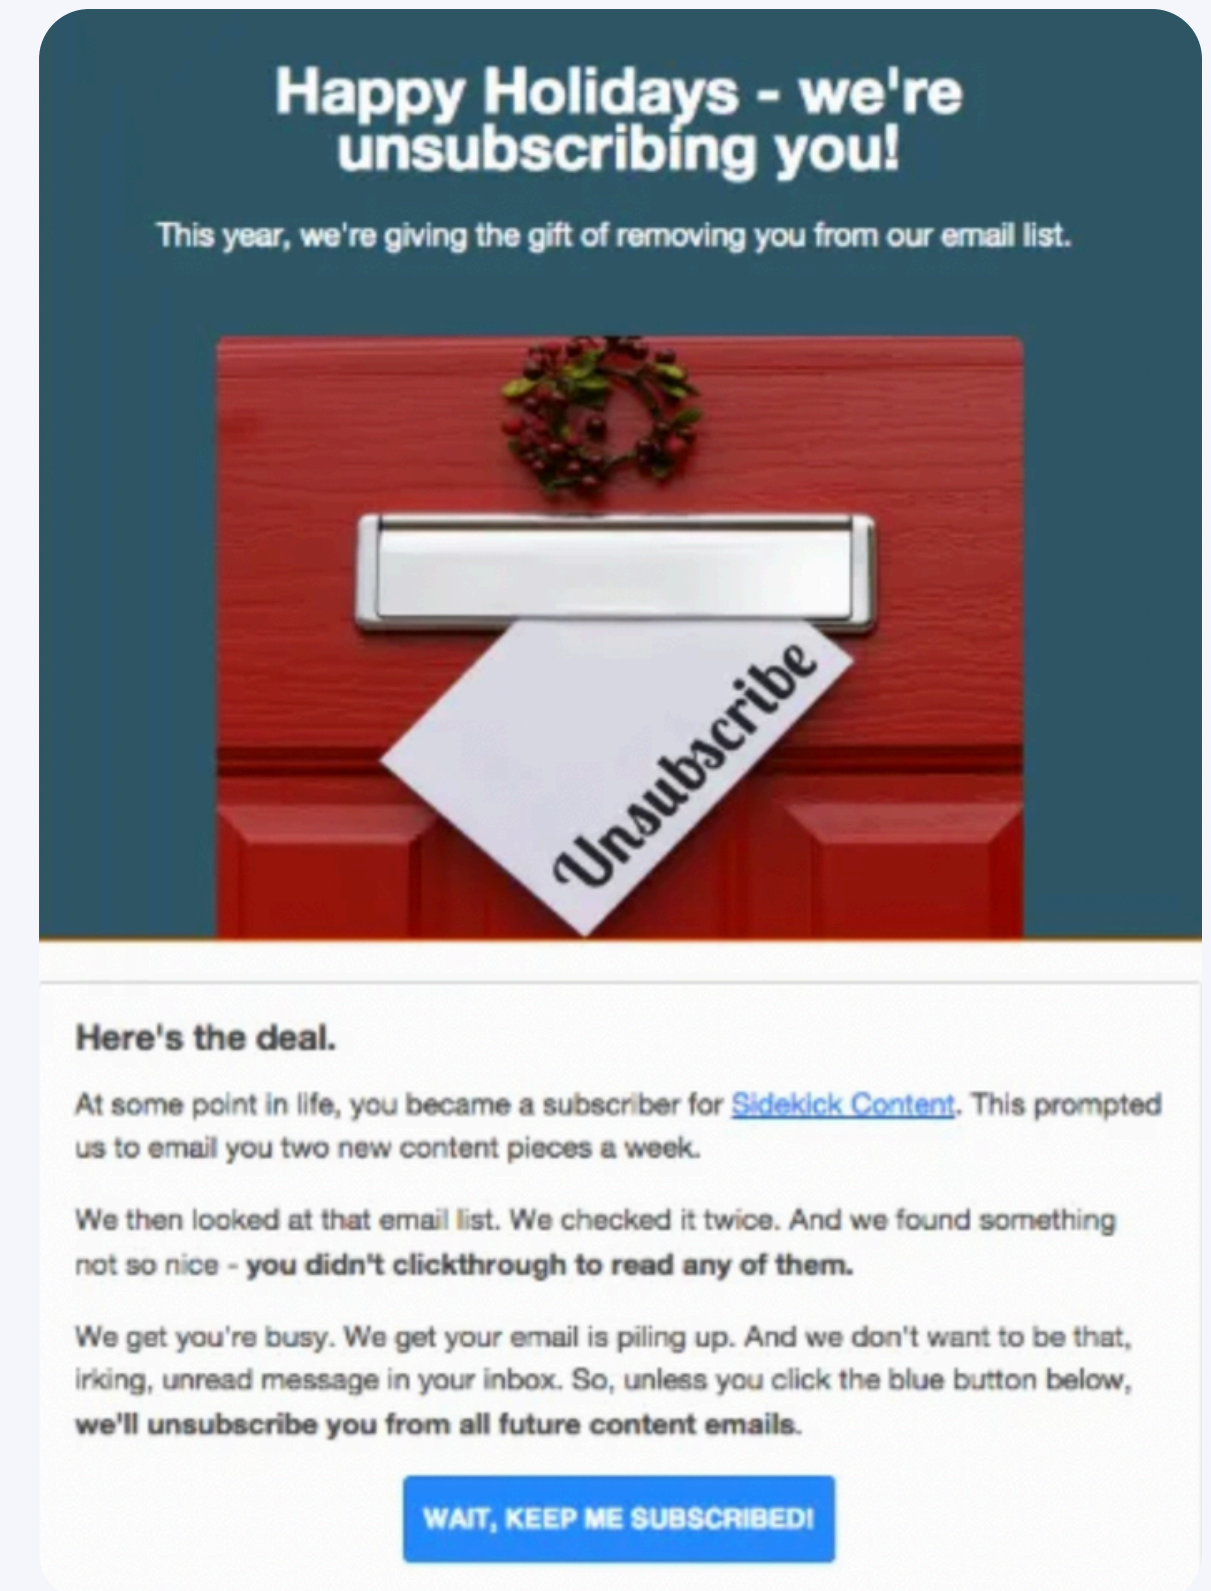 Happy Holidays - we're
unsubscribing you!
This year, we're giving the gift of removing you from our email list.
Unsubscribe
Here's the deal.
At some point in life, you became a subscriber for Sidekick Content. This prompted
us to email you two new content pieces a week.
We then looked at that email list. We checked it twice. And we found something
not so nice - you didn't clickthrough to read any of them.
We get you're busy. We get your email is piling up. And we don't want to be that,
irking, unread message in your inbox. So, unless you click the blue button below,
we'll unsubscribe you from all future content emails.
WAIT, KEEP ME SUBSCRIBED!